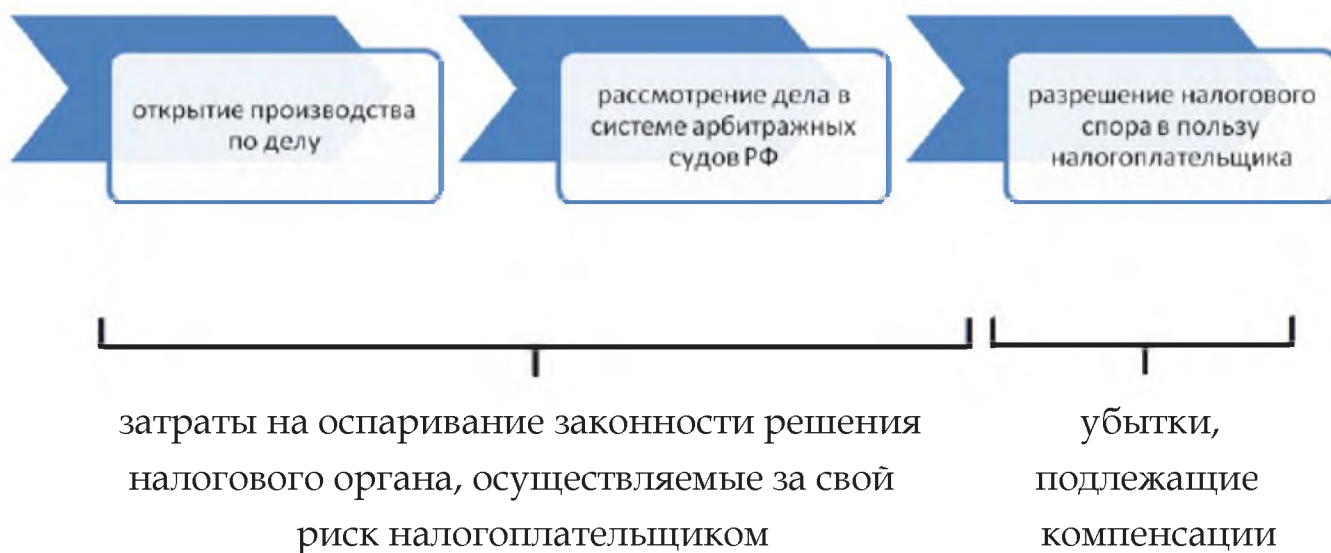 открытие производства
по делу
рассмотрение дела в
системе арбитражных
судов РФ
разрешение налогового
спора в пользу
налогоплательщика
затраты на оспаривание законности решения
налогового органа, осуществляемые за свой
риск налогоплательщиком
убытки,
подлежащие
компенсации